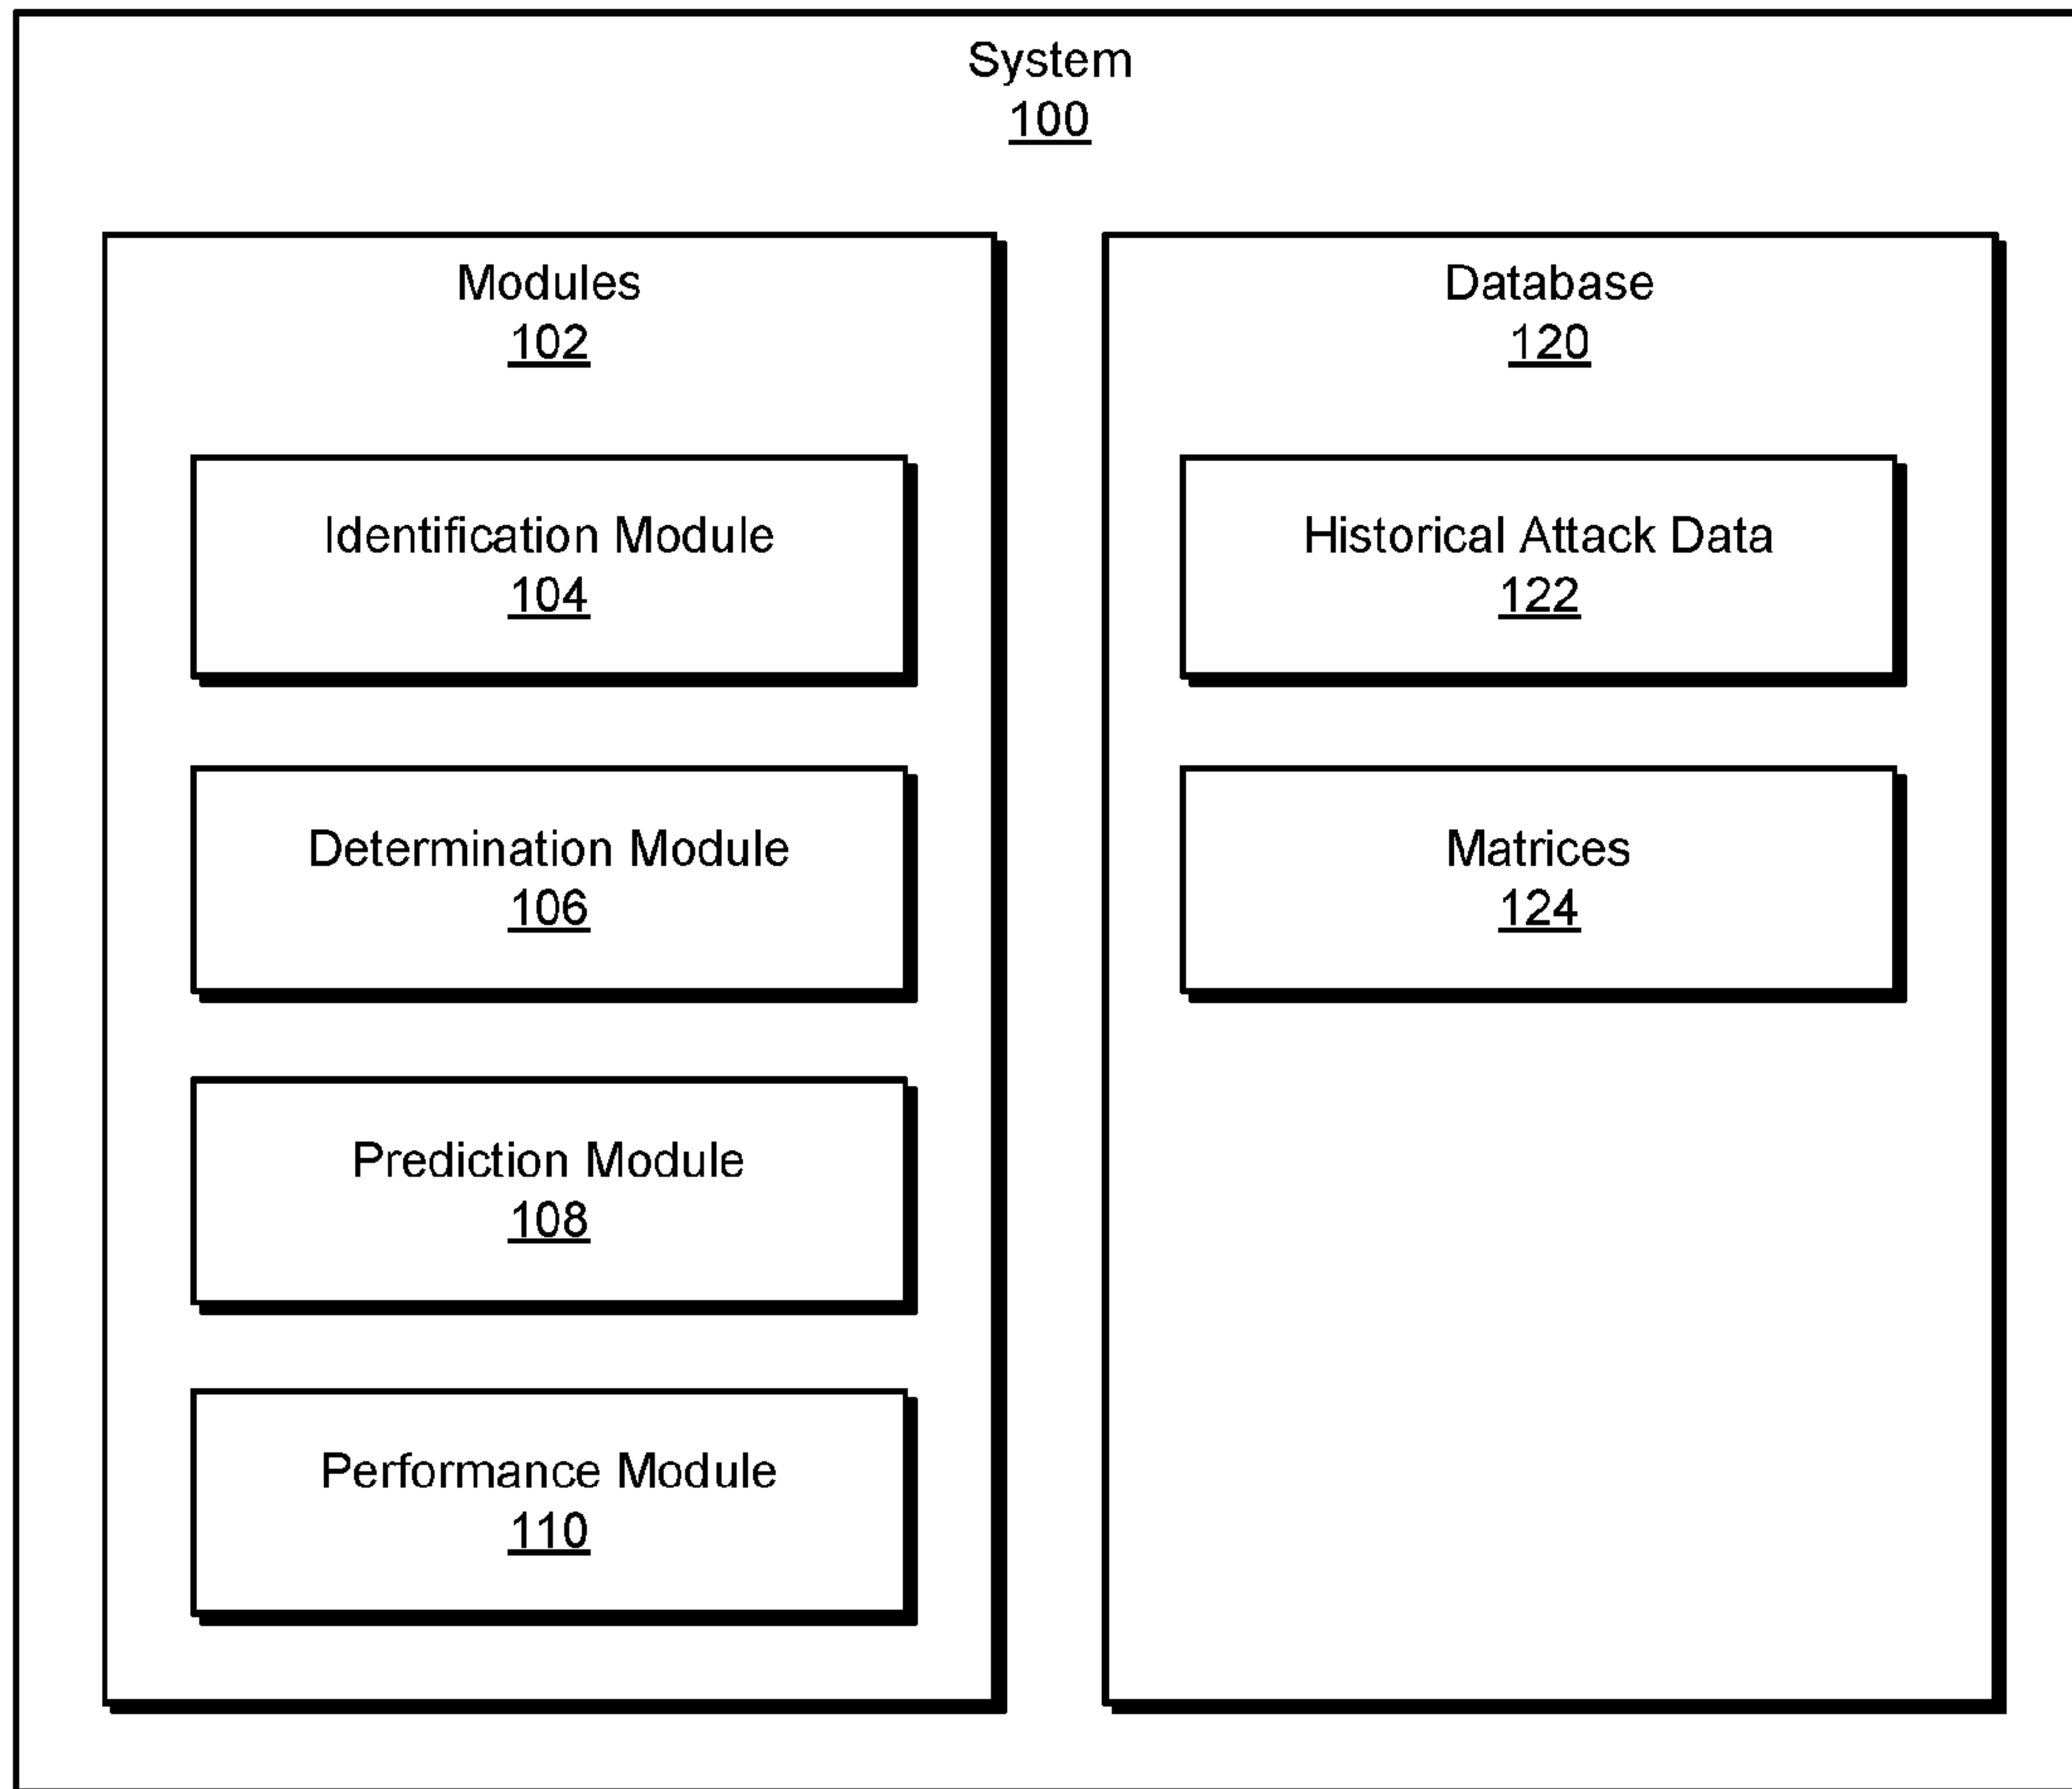 System
100
Modules
102
Identification Module
104
Determination Module
106
Prediction Module
108
Performance Module
110
Database
120
Historical Attack Data
122
Matrices
124